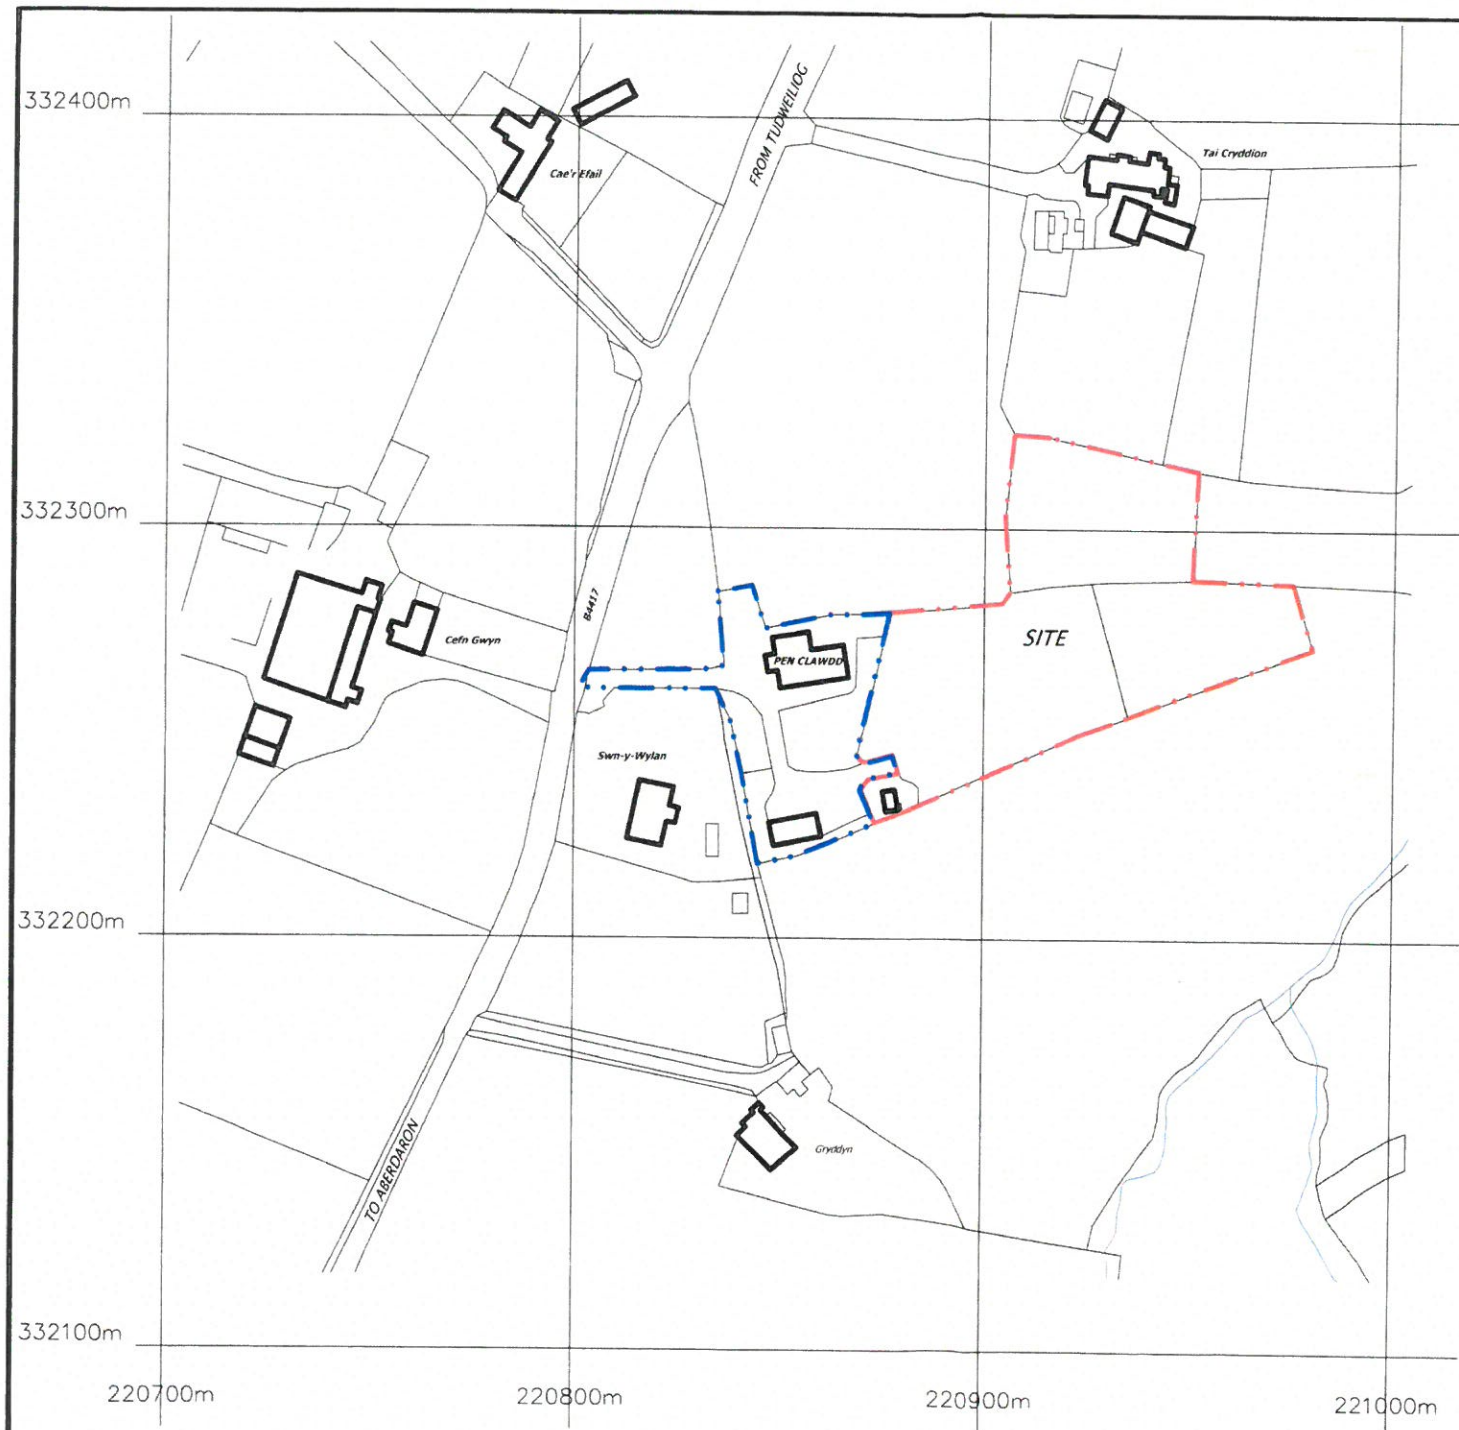 332400m
FROM TUDWEILIOG
Tai Cryddion
Cae'r Efail
332300m
B4417
Cefn Gwyn
PEN CLAWDD
SITE
Swn-y-Wylan
332200m
TO ABERDARON
Gryddyn
332100m
220700m
220800m
220900m
221000m